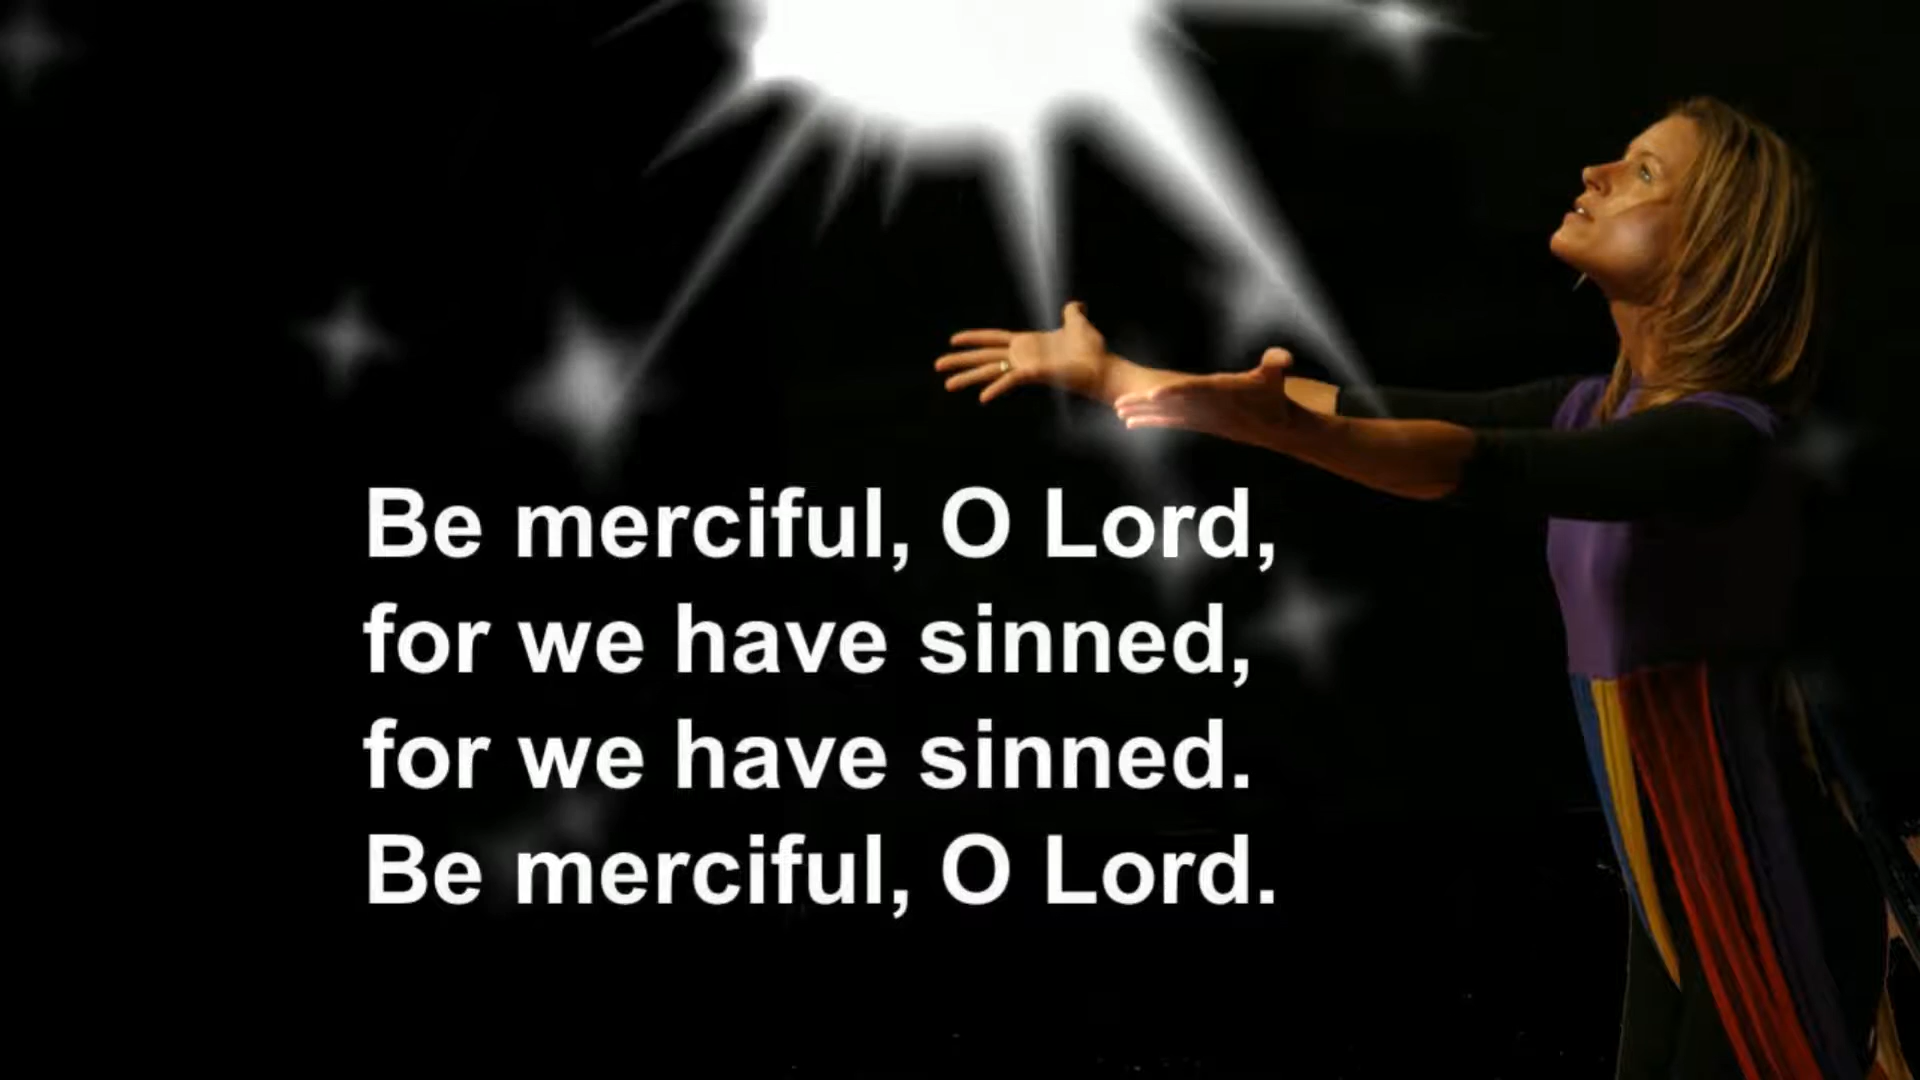 Be merciful, O Lord,
for we have sinned,
for we have sinned.
Be merciful, O Lord.